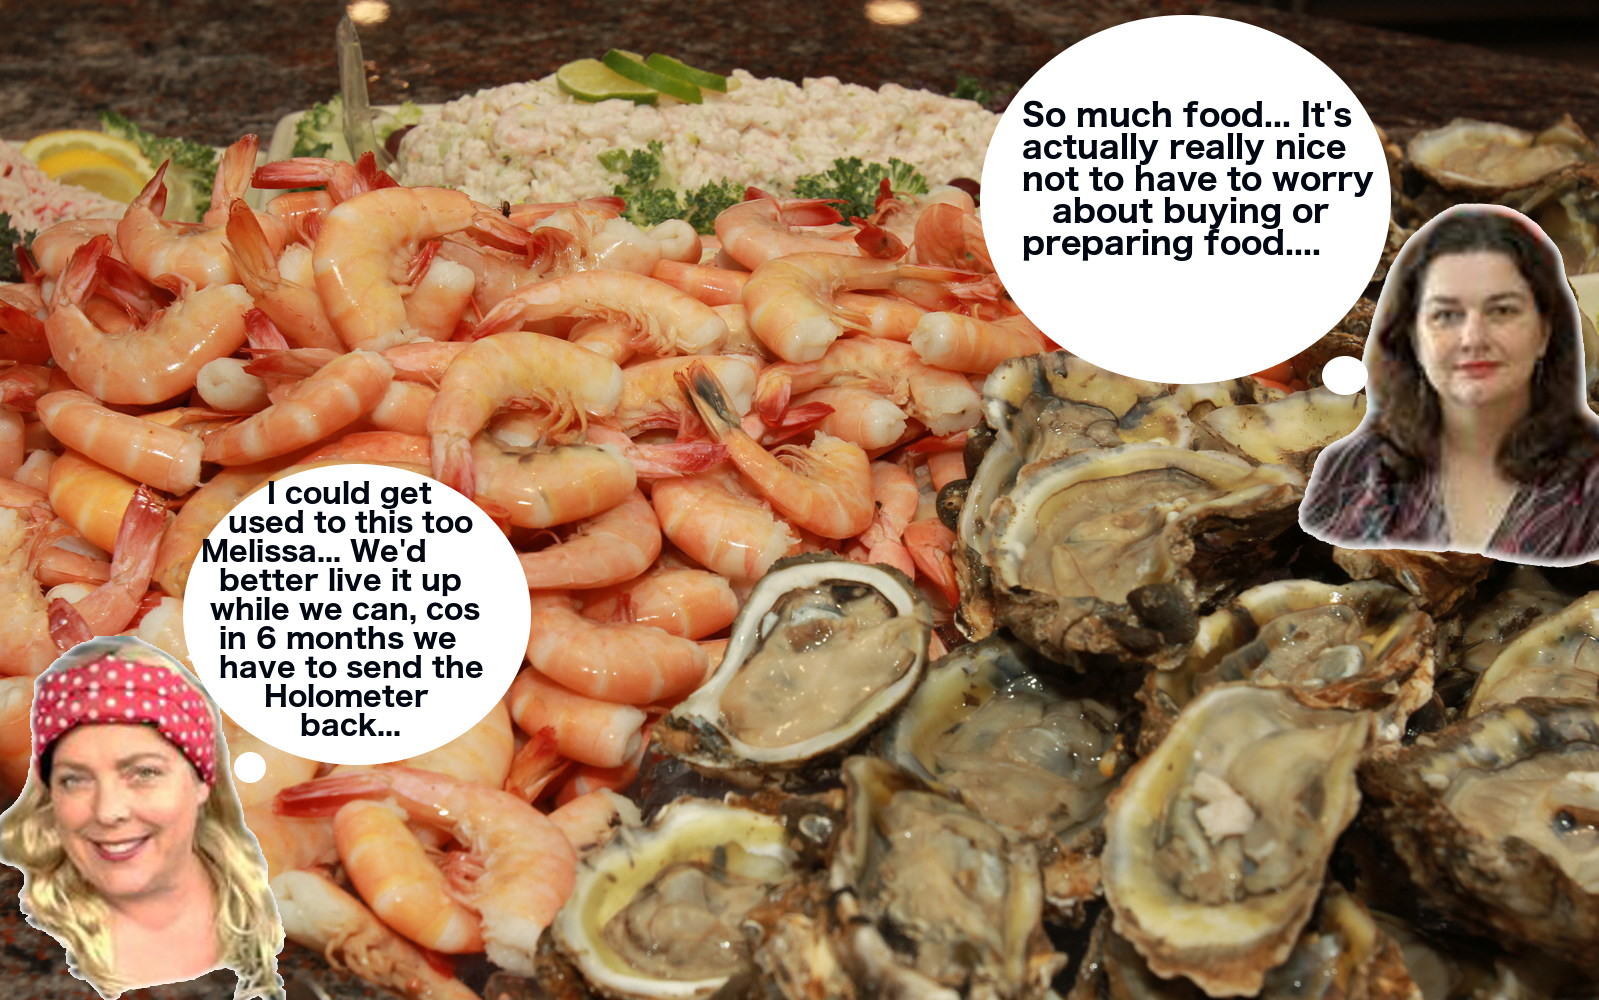 So much food... It's
actually really nice
not to have to worry
about buying or
preparing food....
I could get
used to this too
Melissa... We'd
better live it up
while we can, cos
in 6 months we
have to send the
Holometer
back...